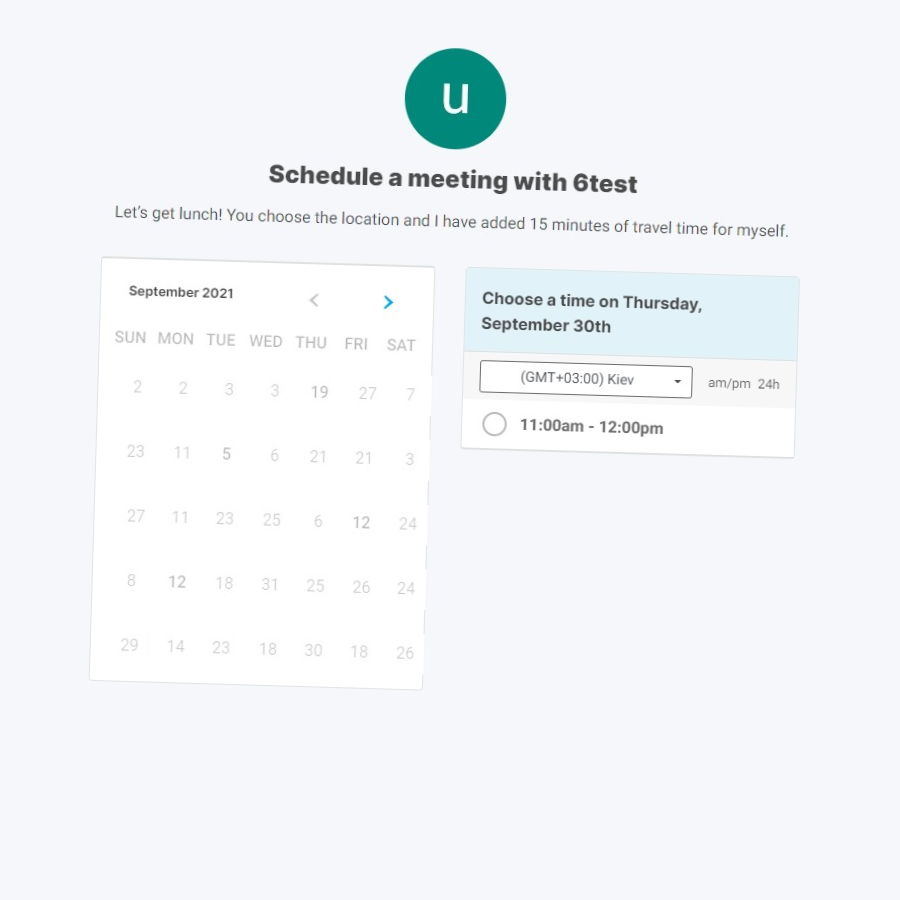 u
Schedule a meeting with 6test
Let's get lunch! You choose the location and I have added 15 minutes of travel time for myself.
September 2021
SUN MON TUE WED THU FRI SAT
2 2 3 3 19 27 7
23 11 5 6 21 21 3
27 11 23 25 6 12 24
8 12 18 31 25 26 24
29 14 23 18 30 18 26
Choose a time on Thursday,
September 30th
(GMT+03:00) Kiev
am/pm 24h
11:00am - 12:00pm